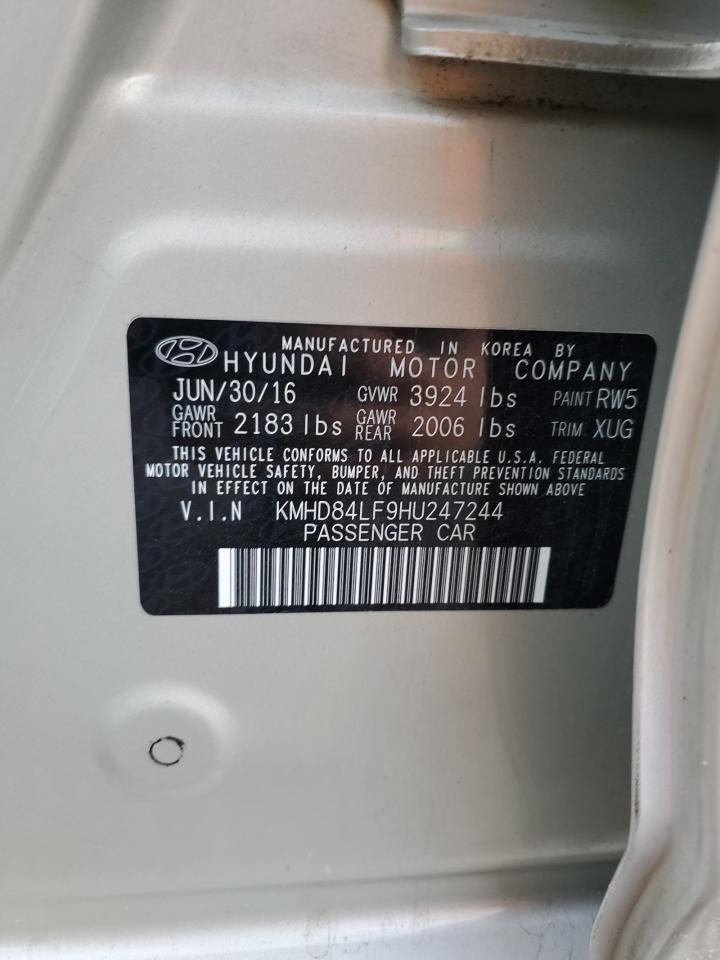 MANUFACTURED IN KOREA BY
HYUNDAI MOTOR COMPANY
JUN/30/16 GVWR 3924 lbs PAINT RW5
GAWR FRONT 2183 lbs GAWR REAR 2006 lbs TRIM XUG
THIS VEHICLE CONFORMS TO ALL APPLICABLE U.S.A. FEDERAL
MOTOR VEHICLE SAFETY, BUMPER, AND THEFT PREVENTION STANDARDS
IN EFFECT ON THE DATE OF MANUFACTURE SHOWN ABOVE
V.I.N KMHD84LF9HU247244
PASSENGER CAR